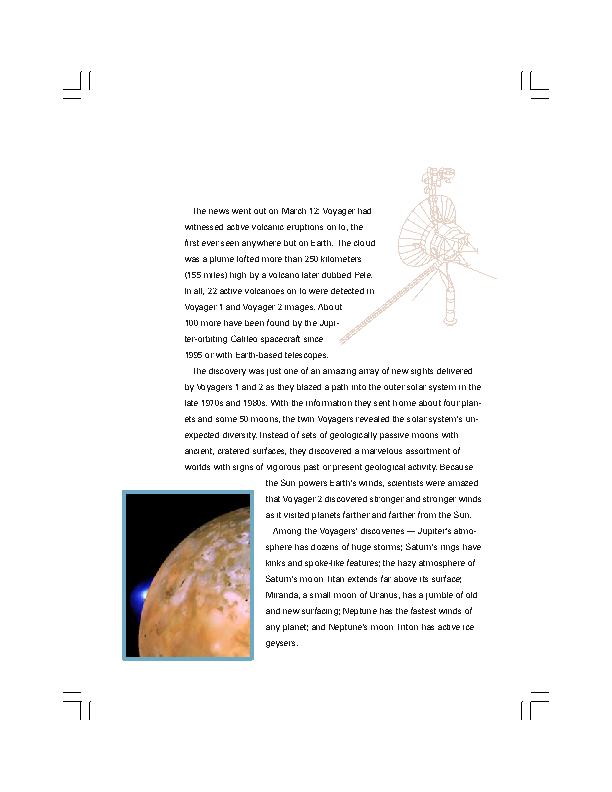 The news went out on March 12: Voyager had
witnessed active volcanic eruptions on Io, the
first ever seen anywhere but on Earth. The cloud
was a plume lofted more than 250 kilometers
(155 miles) high by a volcano later dubbed Pele.
In all, 22 active volcanoes on Io were detected in
Voyager 1 and Voyager 2 images. About
100 more have been found by the Jupi-
ter-orbiting Galileo spacecraft since
1995 or with Earth-based telescopes.
The discovery was just one of an amazing array of new sights delivered
by Voyagers 1 and 2 as they blazed a path into the outer solar system in the
late 1970s and 1980s. With the information they sent home about four plan-
ets and some 50 moons, the twin Voyagers revealed the solar system's un-
expected diversity. Instead of sets of geologically passive moons with
ancient, cratered surfaces, they discovered a marvelous assortment of
worlds with signs of vigorous past or present geological activity. Because
the Sun powers Earth's winds, scientists were amazed
that Voyager 2 discovered stronger and stronger winds
as it visited planets farther and farther from the Sun.
Among the Voyagers' discoveries — Jupiter's atmo-
sphere has dozens of huge storms; Saturn's rings have
kinks and spoke-like features; the hazy atmosphere of
Saturn's moon Titan extends far above its surface;
Miranda, a small moon of Uranus, has a jumble of old
and new surfacing; Neptune has the fastest winds of
any planet; and Neptune's moon Triton has active ice
geysers.